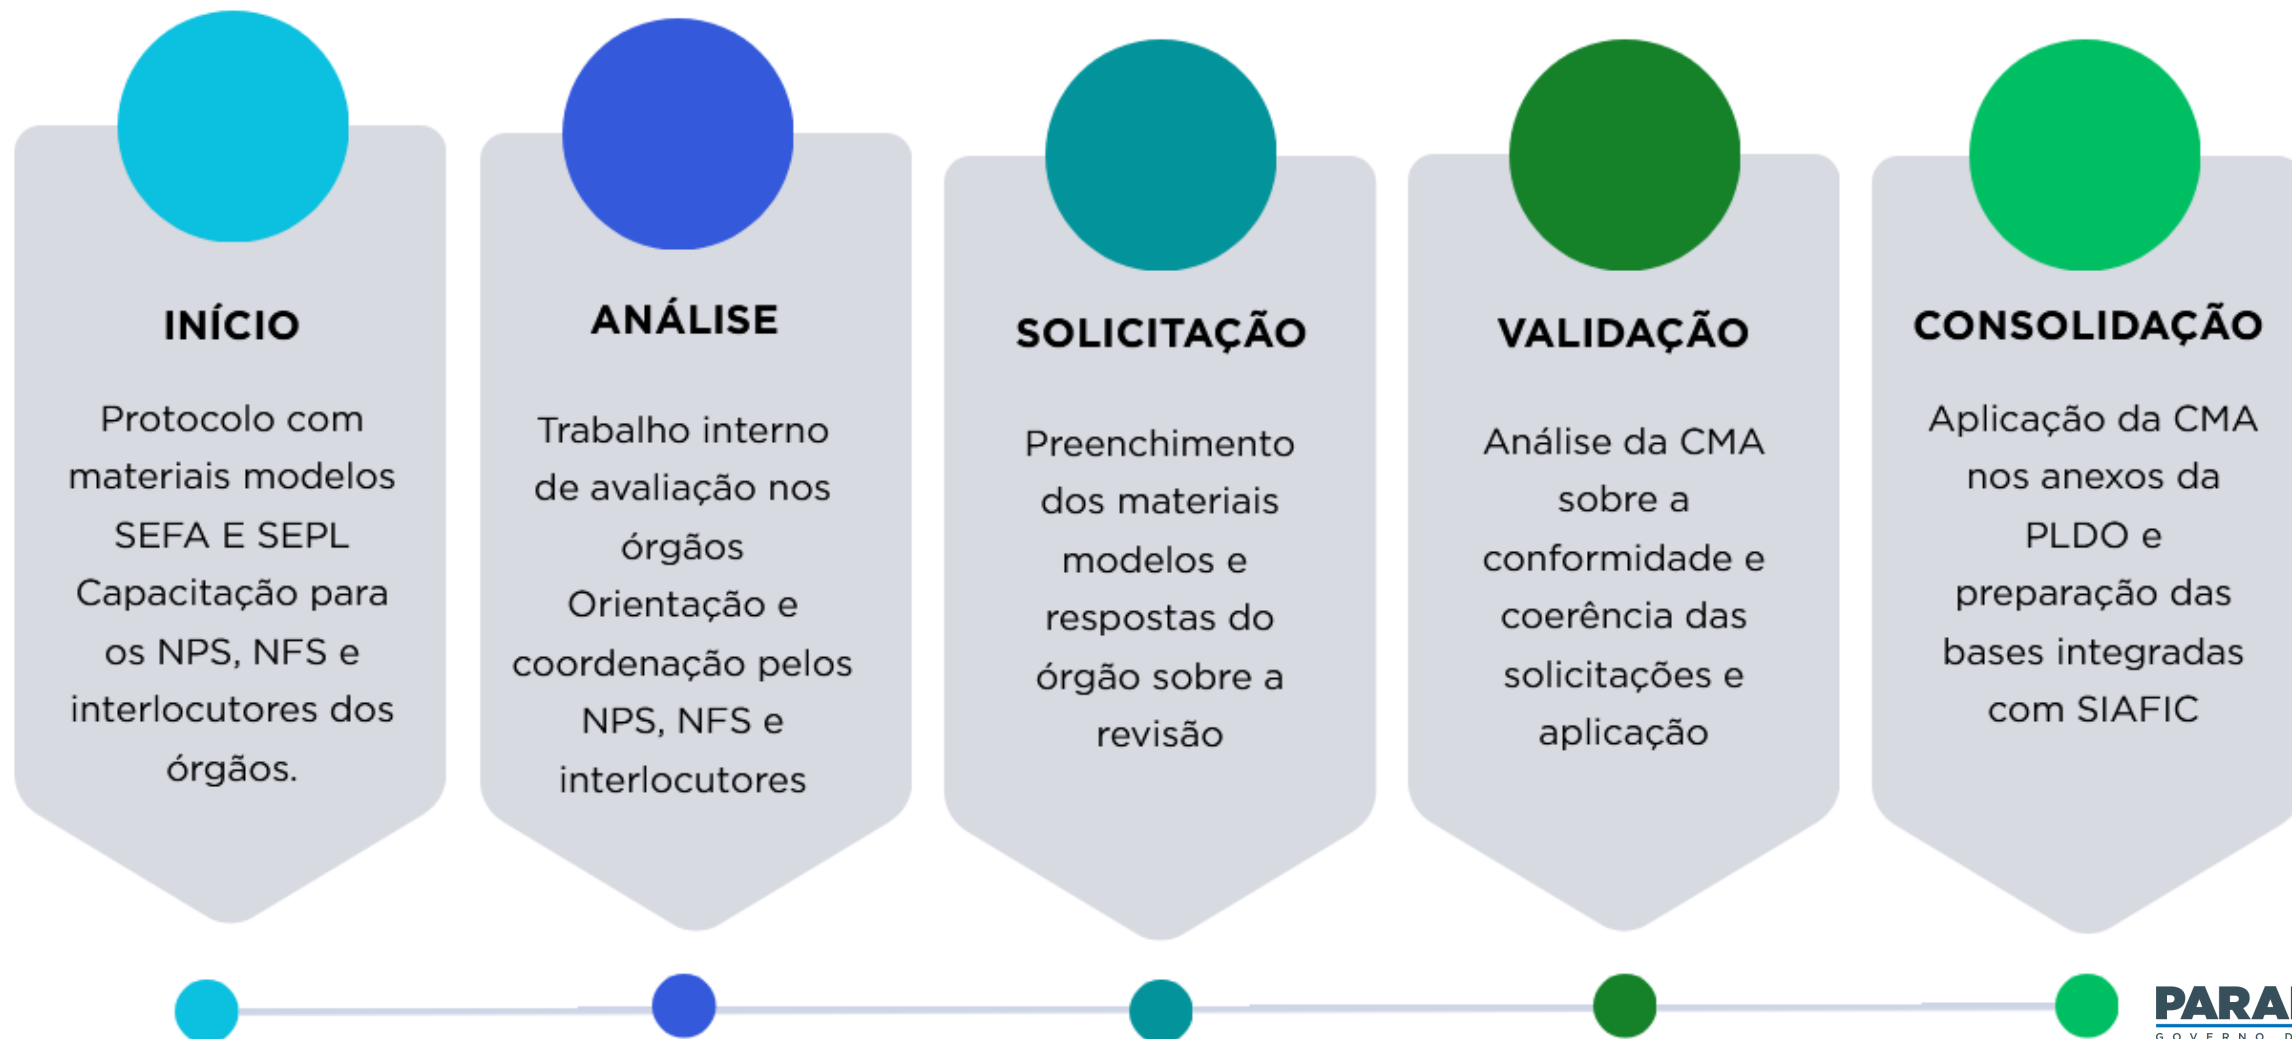 INÍCIO
Protocolo com
materiais modelos
SEFA E SEPL
Capacitação para
os NPS, NFS e
interlocutores dos
órgãos.
ANÁLISE
Trabalho interno
de avaliação nos
órgãos
Orientação e
coordenação pelos
NPS, NFS e
interlocutores
SOLICITAÇÃO
Preenchimento
dos materiais
modelos e
respostas do
órgão sobre a
revisão
VALIDAÇÃO
Análise da CMA
sobre a
conformidade e
coerência das
solicitações e
aplicação
CONSOLIDAÇÃO
Aplicação da CMA
nos anexos da
PLDO e
preparação das
bases integradas
com SIAFIC
GOVERNO